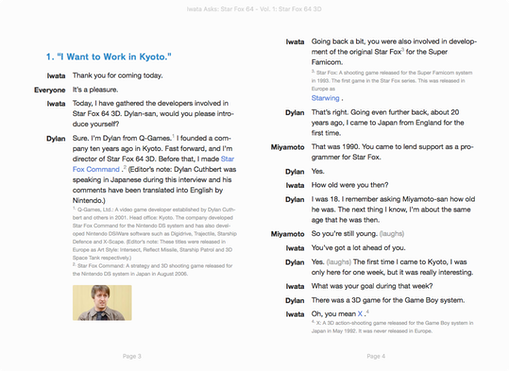 Iwata Asks: Star Fox 64 - Vol. 1: Star Fox 64 3D
1. "I Want to Work in Kyoto."
Iwata Thank you for coming today.
Everyone It's a pleasure.
Iwata Today, I have gathered the developers involved in
Star Fox 64 3D. Dylan-san, would you please intro-
duce yourself?
Dylan Sure. I'm Dylan from Q-Games.1 I founded a com-
pany ten years ago in Kyoto. Fast forward, and I'm
director of Star Fox 64 3D. Before that, I made Star
Fox Command .2 (Editor's note: Dylan Cuthbert was
speaking in Japanese during this interview and his
comments have been translated into English by
Nintendo.)
1. Q-Games, Ltd.: A video game developer established by Dylan Cuth-
bert and others in 2001. Head office: Kyoto. The company developed
Star Fox Command for the Nintendo DS system and has also devel-
oped Nintendo DSiWare software such as Digidrive, Trajectile, Starship
Defence and X-Scape. (Editor's note: These titles were released in
Europe as Art Style: Intersect, Reflect Missile, Starship Patrol and 3D
Space Tank respectively.)
2. Star Fox Command: A strategy and 3D shooting game released for
the Nintendo DS system in Japan in August 2006.
Page 3
Iwata Going back a bit, you were also involved in develop-
ment of the original Star Fox3 for the Super
Famicom.
3. Star Fox: A shooting game released for the Super Famicom system
in 1993. The first game in the Star Fox series. This was released in
Europe as
Starwing .
Dylan That's right. Going even further back, about 20
years ago, I came to Japan from England for the
first time.
Miyamoto That was 1990. You came to lend support as a pro-
grammer for Star Fox.
Dylan Yes.
Iwata How old were you then?
Dylan I was 18. I remember asking Miyamoto-san how old
he was. The next thing I know, I'm about the same
age that he was then.
Miyamoto So you're still young. (laughs)
Iwata You've got a lot ahead of you.
Dylan Yes. (laughs) The first time I came to Kyoto, I was
only here for one week, but it was really interesting.
Iwata What was your goal during that week?
Dylan There was a 3D game for the Game Boy system.
Iwata Oh, you mean X .4
4. X: A 3D action-shooting game released for the Game Boy system in
Japan in May 1992. It was never released in Europe.
Page 4